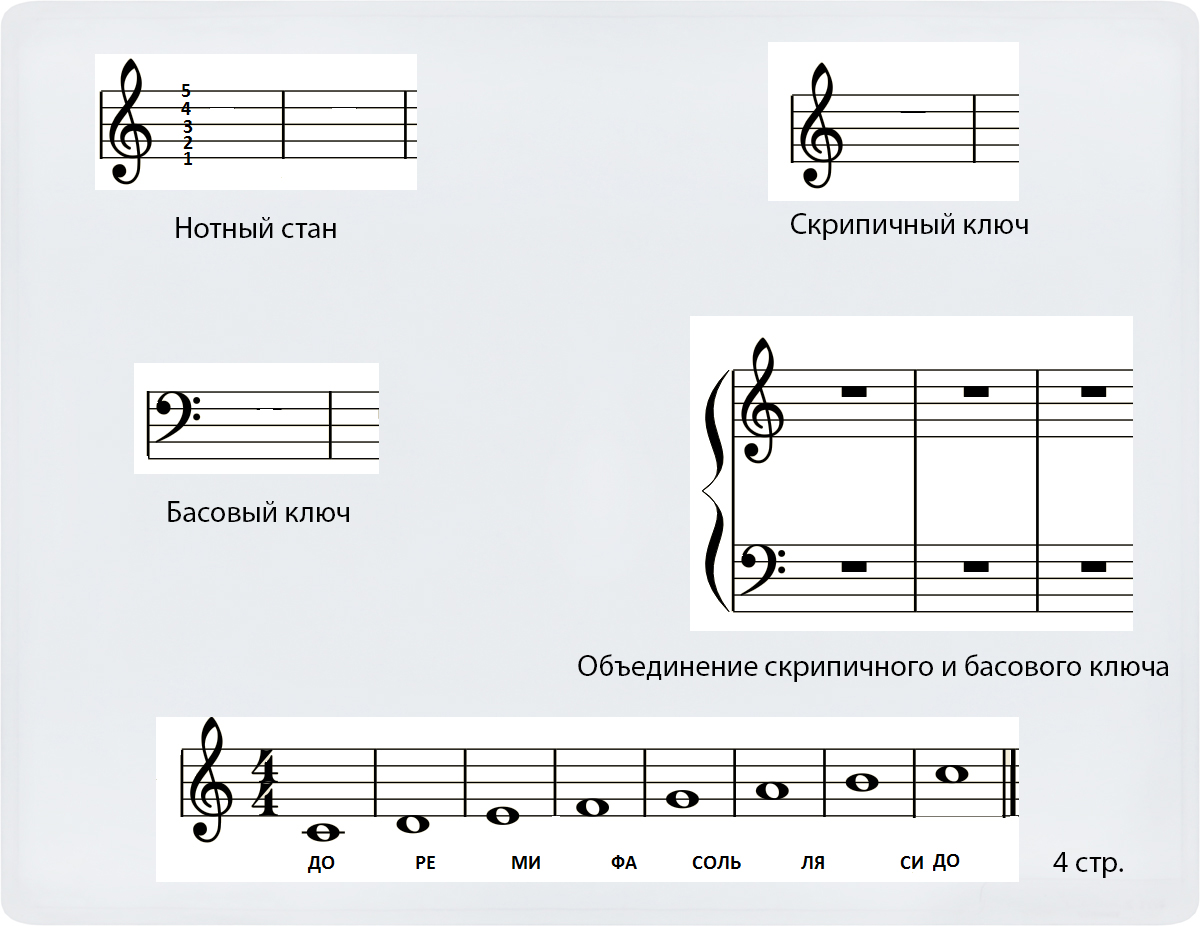 5
4
3
2
1
Нотный стан
Скрипичный ключ
Басовый ключ
Объединение скрипичного и басового ключа
4
4
ДО РЕ МИ ФА СОЛЬ ЛЯ СИ ДО
4 стр.